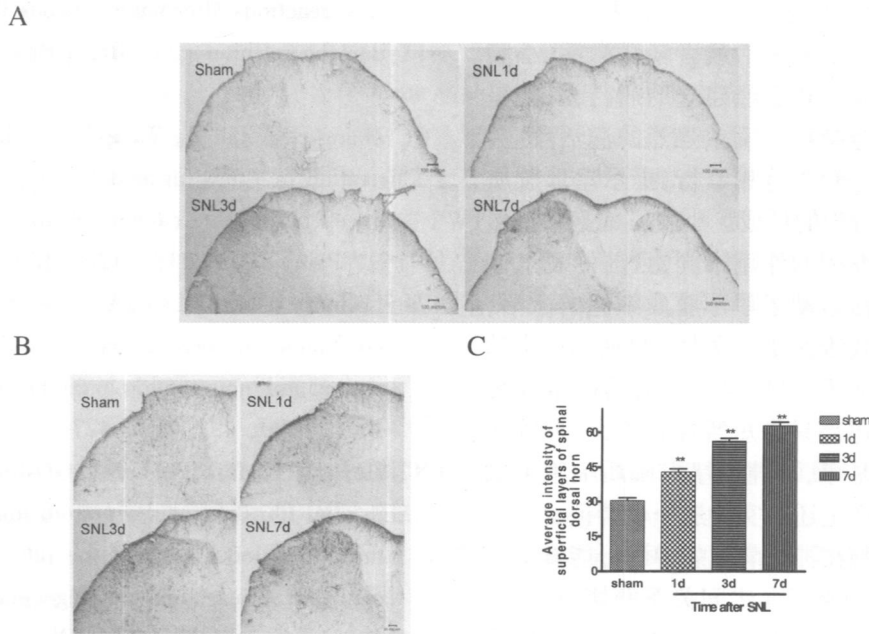 A
Sham
SNL1d
SNL3d
SNL7d
B
Sham
SNL1d
SNL3d
SNL7d
C
Average intensity of
superficial layers of spinal
dorsal horn
60
45
30
15
0
**
**
**
sham
1d
3d
7d
Time after SNL
sham
1d
3d
7d